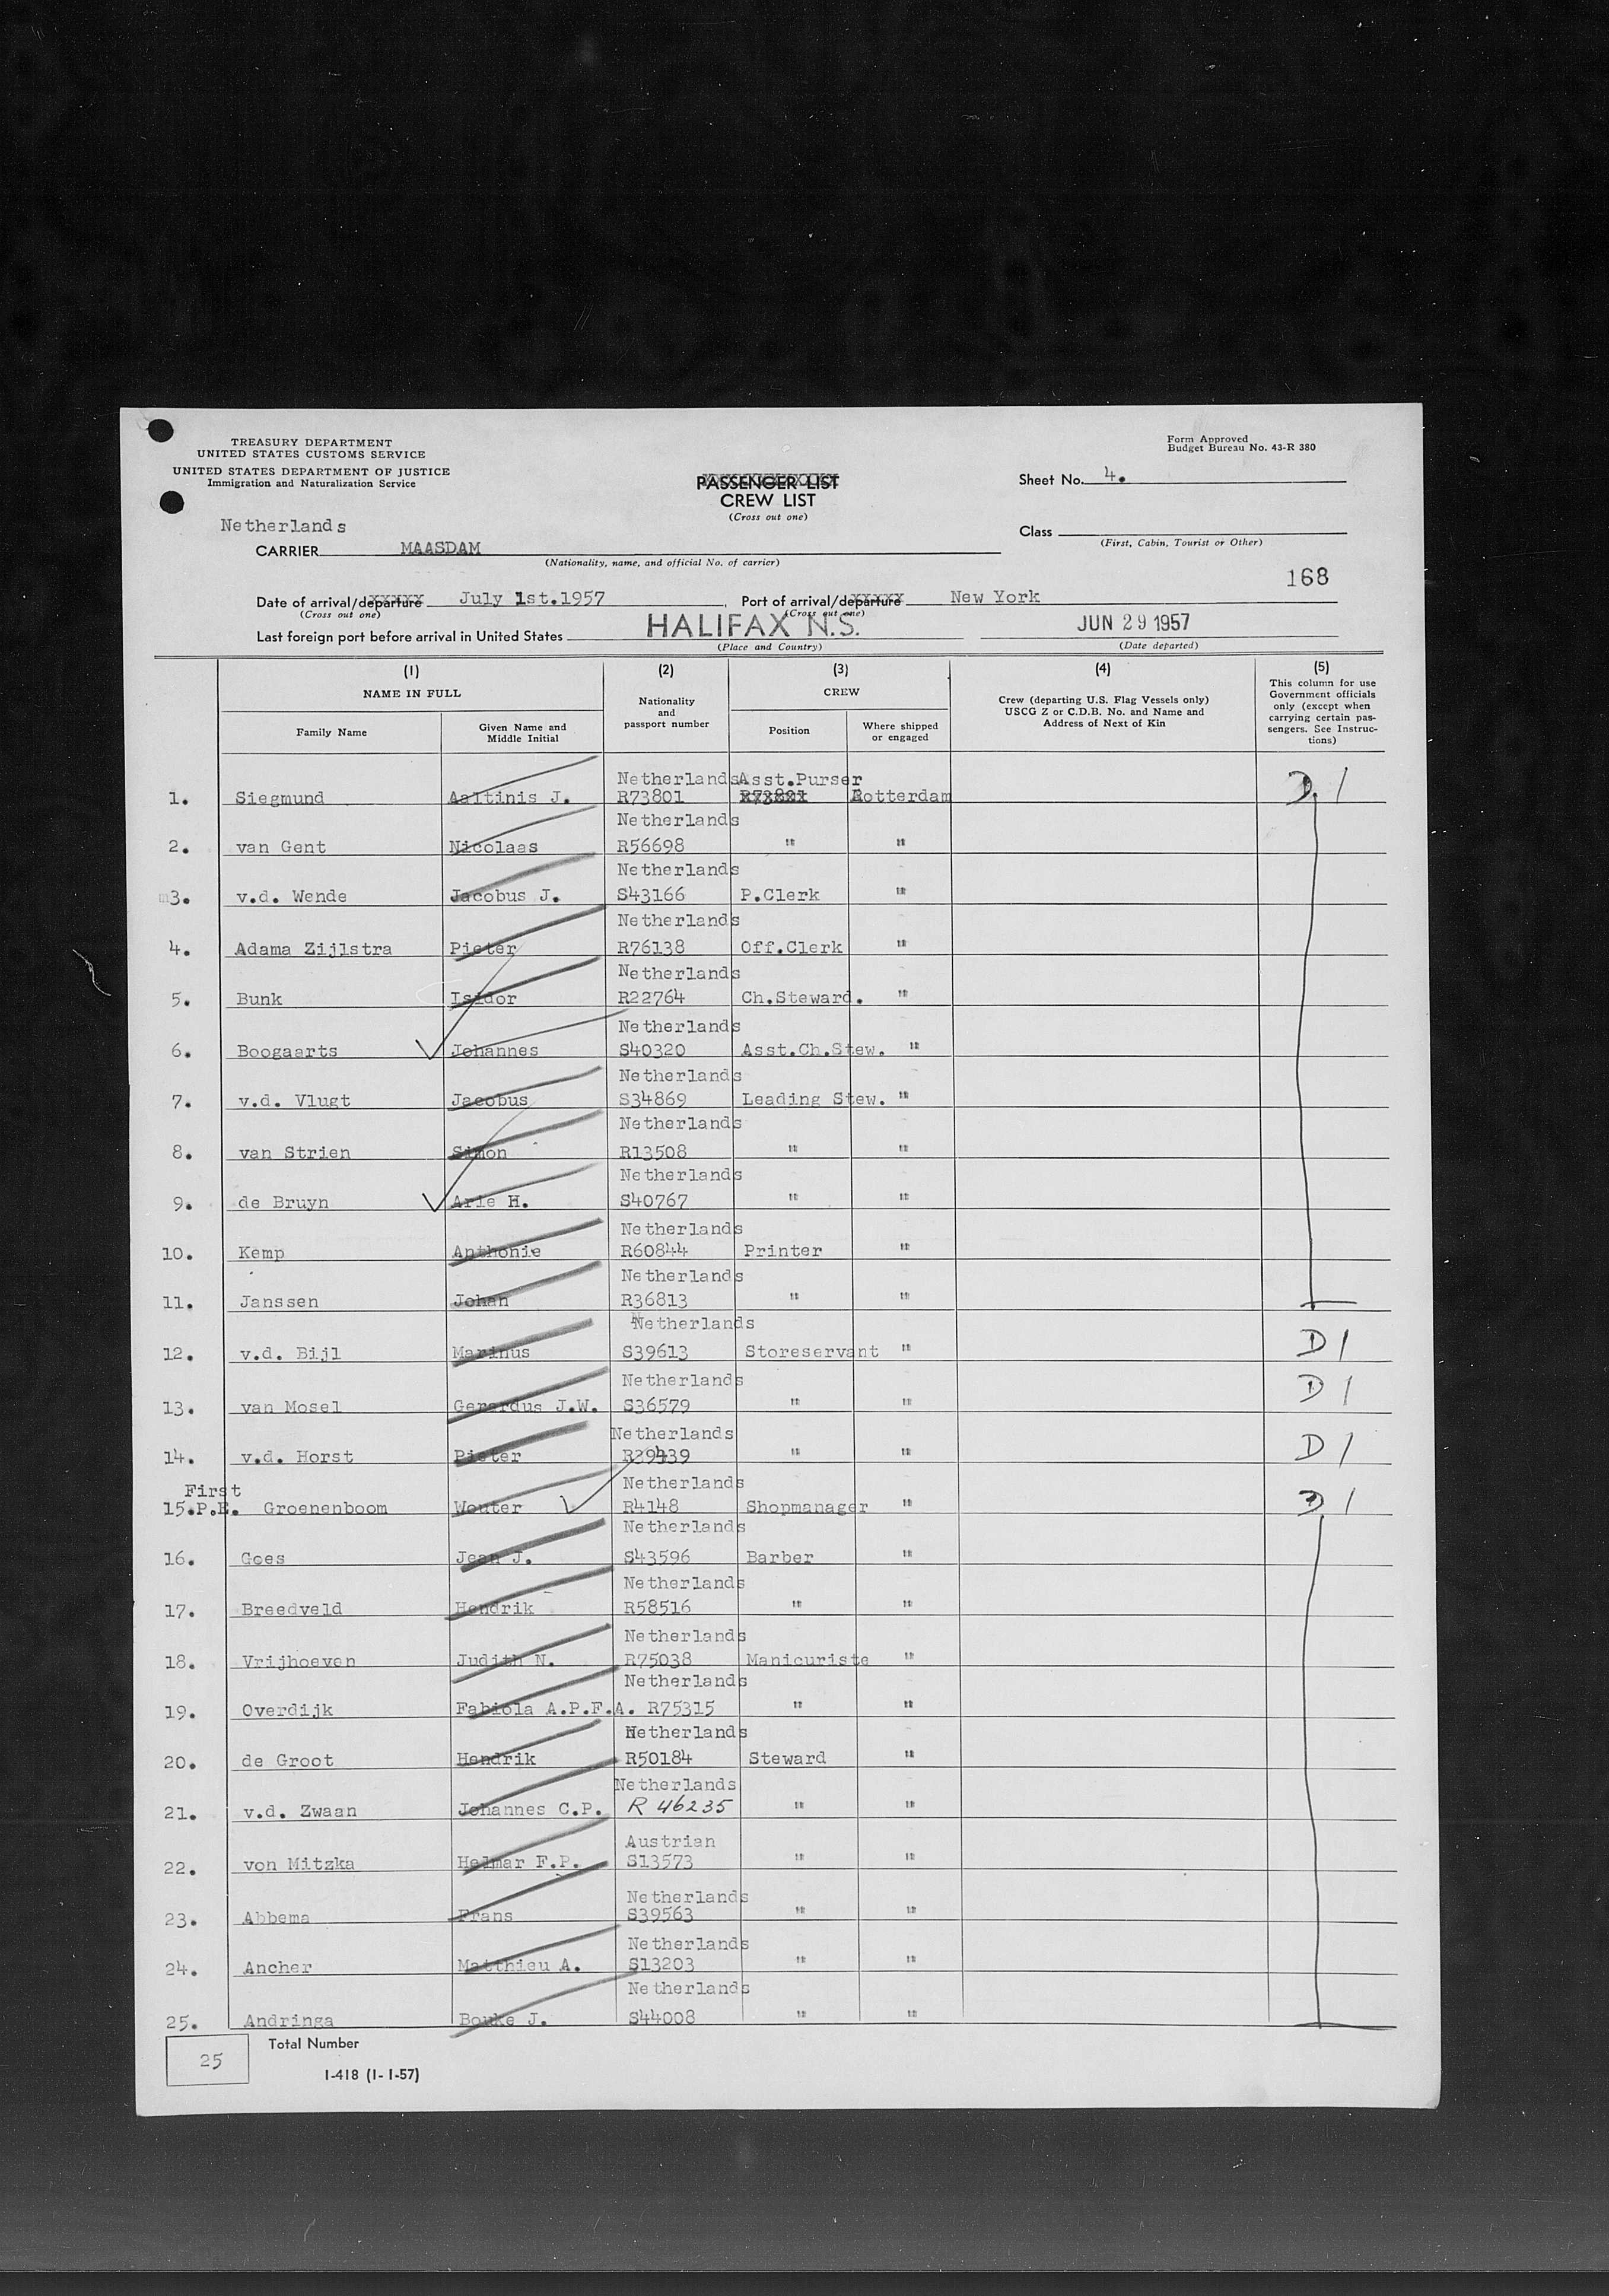 TREASURY DEPARTMENT
UNITED STATES CUSTOMS SERVICE
UNITED STATES DEPARTMENT OF JUSTICE
Immigration and Naturalization Service
Form Approved
Budget Bureau No. 43-R 380
PASSENGER LIST
CREW LIST
(Cross out one)
Sheet No. 4.
Netherlands
CARRIER MAASDAM
(Nationality, name, and official No. of carrier)
Class
(First, Cabin, Tourist or Other)
168
Date of arrival/departure July 1st.1957, Port of arrival/departure New York
(Cross out one) (Cross out one)
Last foreign port before arrival in United States HALIFAX N.S. JUN 29 1957
(Place and Country) (Date departed)
(1) (2) (3) (4) (5)
NAME IN FULL
Family Name
Given Name and Middle Initial
Nationality and passport number
CREW
Position
Where shipped or engaged
Crew (departing U.S. Flag Vessels only)
USCG Z or C.D.B. No. and Name and
Address of Next of Kin
This column for use
Government officials
only (except when
carrying certain pas-
sengers. See Instruc-
tions)
Netherlands Asst.Purser
1. Siegmund Aaltinis J. R73801 R73801 Rotterdam D 1
Netherlands
2. van Gent Nicolaas R56698 " "
Netherlands
3. v.d. Wende Jacobus J. S43166 P.Clerk "
Netherlands
4. Adama Zijlstra Pieter R76138 Off.Clerk "
Netherlands
5. Bunk Isidor R22764 Ch.Steward. "
Netherlands
6. Boogaarts Johannes S40320 Asst.Ch.Stew. "
Netherlands
7. v.d. Vlugt Jacobus S34869 Leading Stew. "
Netherlands
8. van Strien Simon R13508 " "
Netherlands
9. de Bruyn Arie H. S40767 " "
Netherlands
10. Kemp Anthonie R60844 Printer "
Netherlands
11. Janssen Johan R36813 " "
Netherlands
12. v.d. Bijl Marinus S39613 Storeservant " D 1
Netherlands
13. van Mosel Gerardus J.W. S36579 " " D 1
Netherlands
14. v.d. Horst Pieter R39439 " " D 1
First Netherlands
15.P.E. Groenenboom Wouter R4148 Shopmanager " D 1
Netherlands
16. Goes Jean J. S43596 Barber "
Netherlands
17. Breedveld Hendrik R58516 " "
Netherlands
18. Vrijhoeven Judith N. R75038 Manicuriste "
Netherlands
19. Overdijk Fabiola A.P.F.A. R75315 " "
Netherlands
20. de Groot Hendrik R50184 Steward "
Netherlands
21. v.d. Zwaan Johannes C.P. R 46235 " "
Austrian
22. von Mitzka Helmar F.P. S13573 " "
Netherlands
23. Abbema Frans S39563 " "
Netherlands
24. Ancher Matthieu A. S13203 " "
Netherlands
25. Andringa Bouke J. S44008 " "
25 Total Number
I-418 (1-1-57)